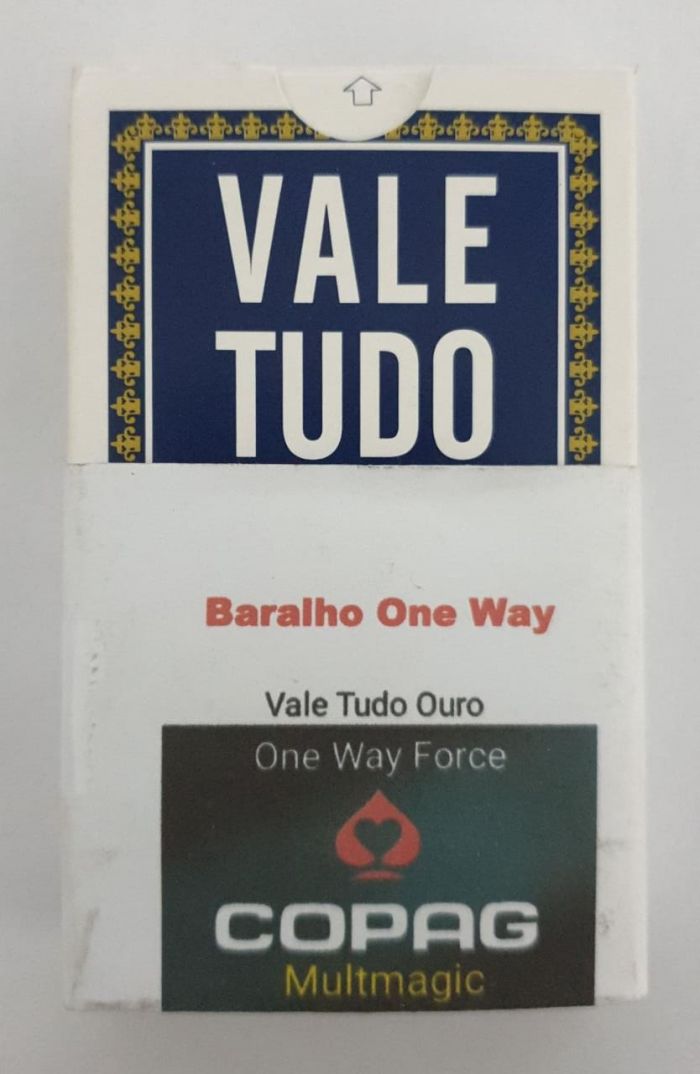 VALE
TUDO
Baralho One Way
Vale Tudo Ouro
One Way Force
COPAG
Multmagic